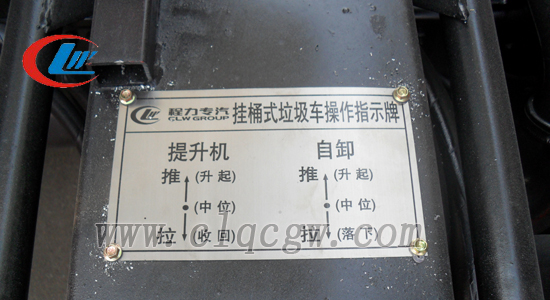 CLW
CLW 程力专汽 CLW GROUP 挂桶式垃圾车操作指示牌
提升机 自卸
推 (升起) 推 (升起)
(中位) (中位)
拉 (收回) 拉 (落下)
www.clqcgw.com